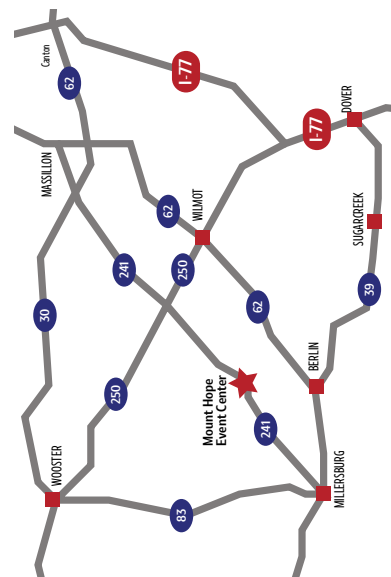 Canton
62
I-77
MASSILLON
I-77
DOVER
62
WILMOT
241
250
SUGARCREEK
30
62
39
250
BERLIN
Mount Hope
Event Center
241
WOOSTER
83
MILLERSBURG